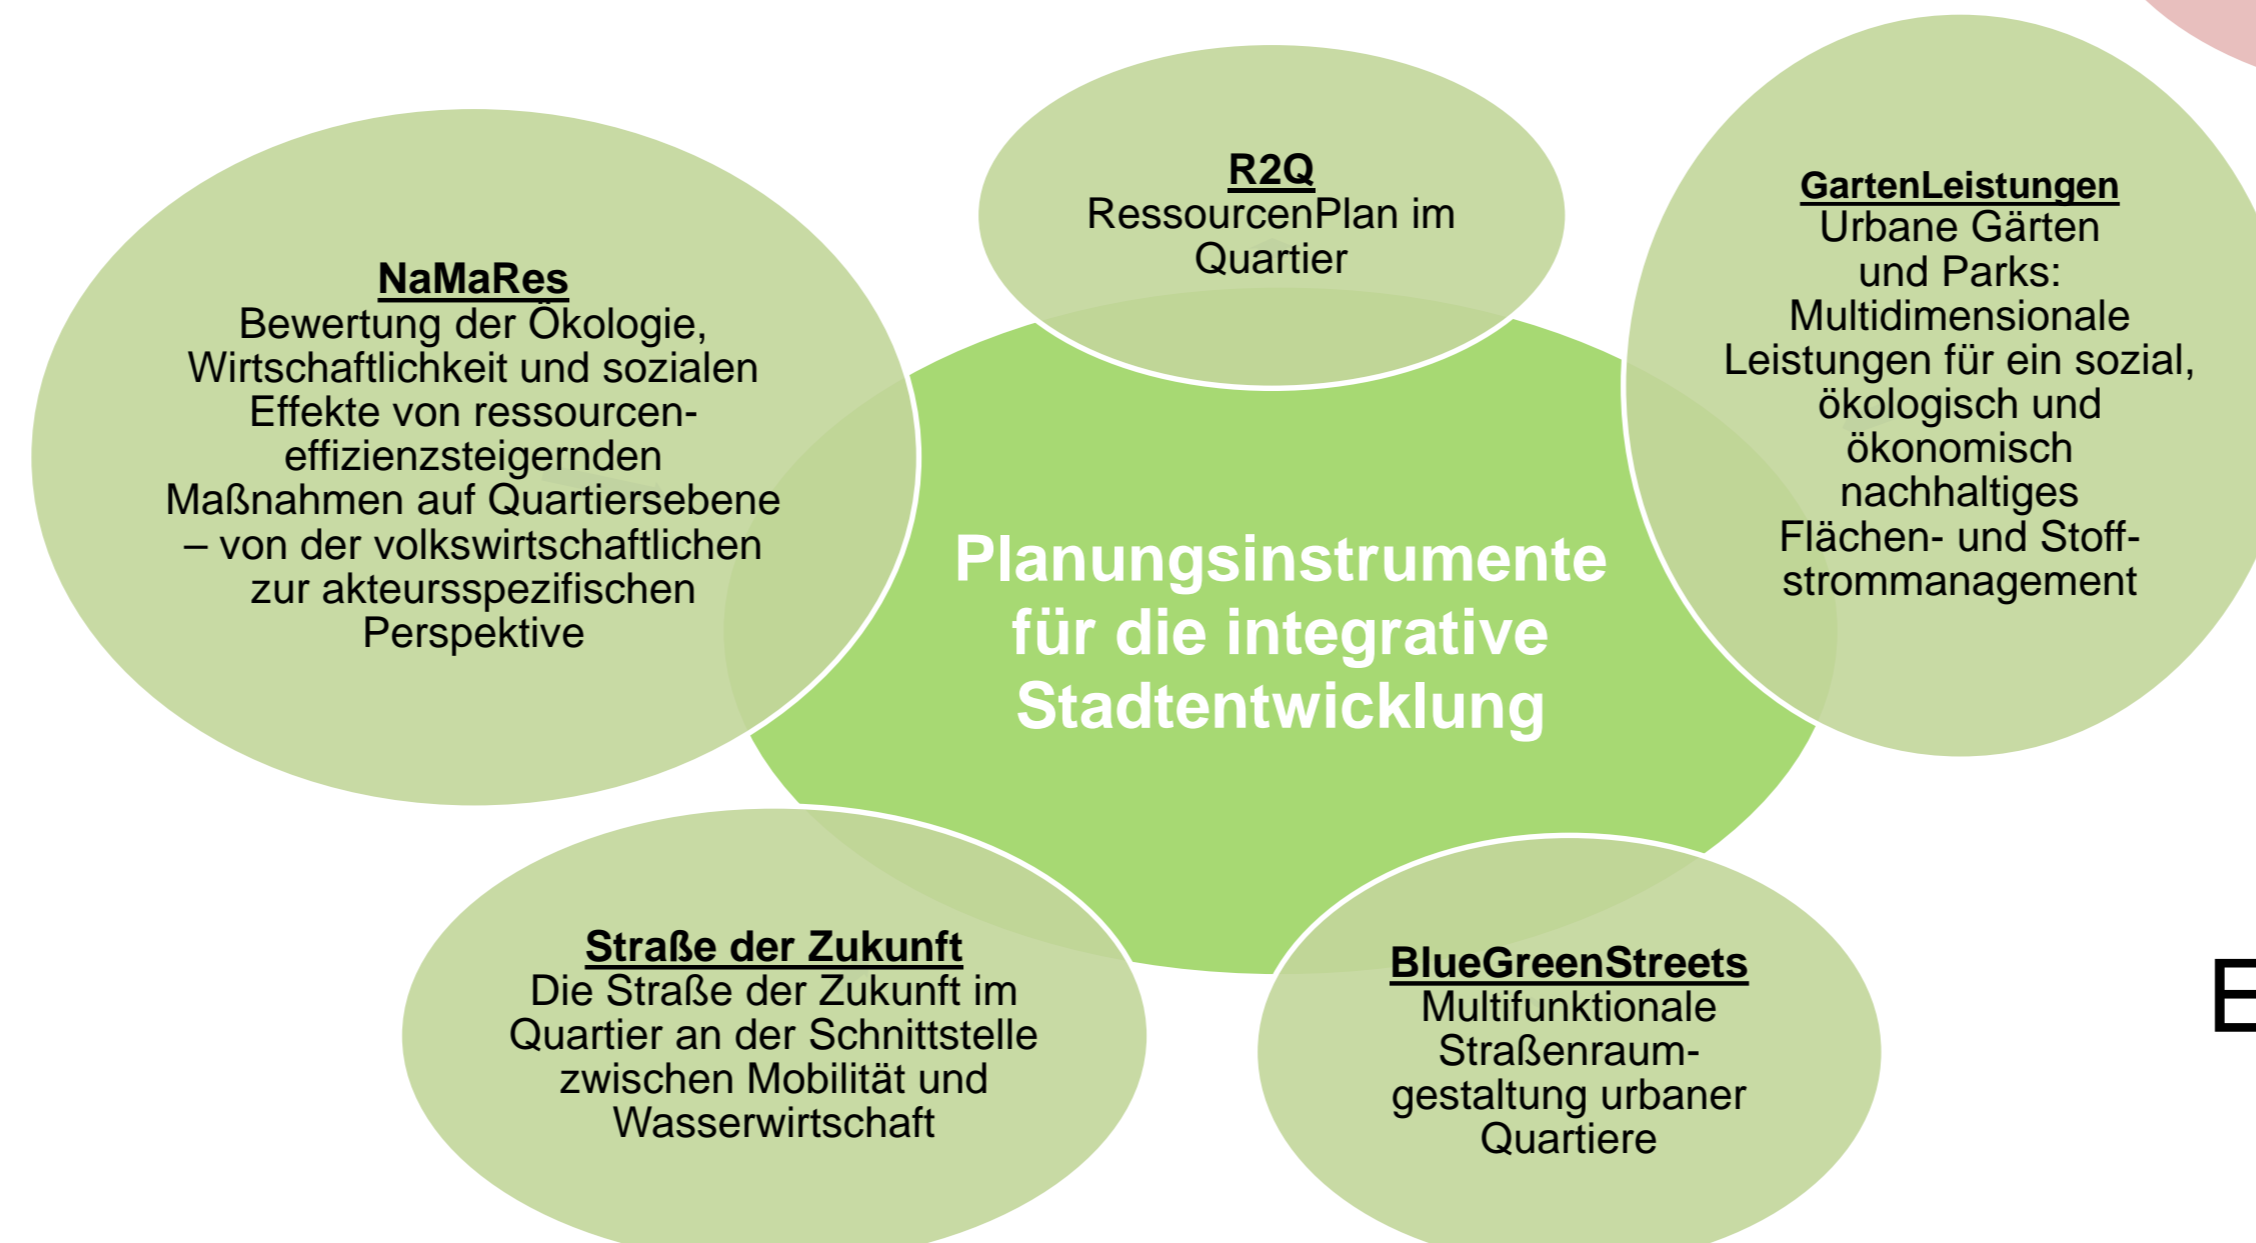 R2Q
RessourcenPlan im
Quartier
GartenLeistungen
Urbane Gärten
und Parks:
Multidimensionale
Leistungen für ein sozial,
ökologisch und
ökonomisch
nachhaltiges
Flächen- und Stoff-
strommanagement
NaMaRes
Bewertung der Ökologie,
Wirtschaftlichkeit und sozialen
Effekte von ressourcen-
effizienzsteigernden
Maßnahmen auf Quartiersebene
– von der volkswirtschaftlichen
zur akteursspezifischen
Perspektive
Planungsinstrumente
für die integrative
Stadtentwicklung
Straße der Zukunft
Die Straße der Zukunft im
Quartier an der Schnittstelle
zwischen Mobilität und
Wasserwirtschaft
BlueGreenStreets
Multifunktionale
Straßenraum-
gestaltung urbaner
Quartiere